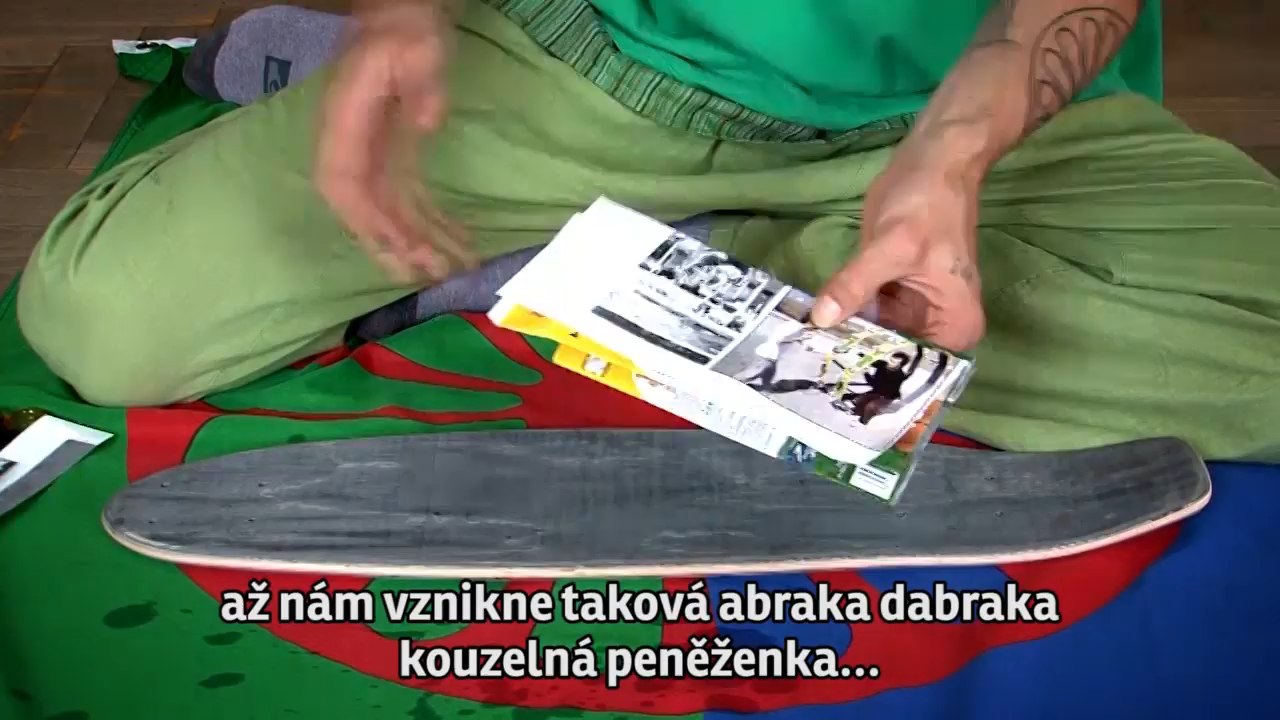 až nám vznikne taková abraka dabraka
kouzelná peněženka...